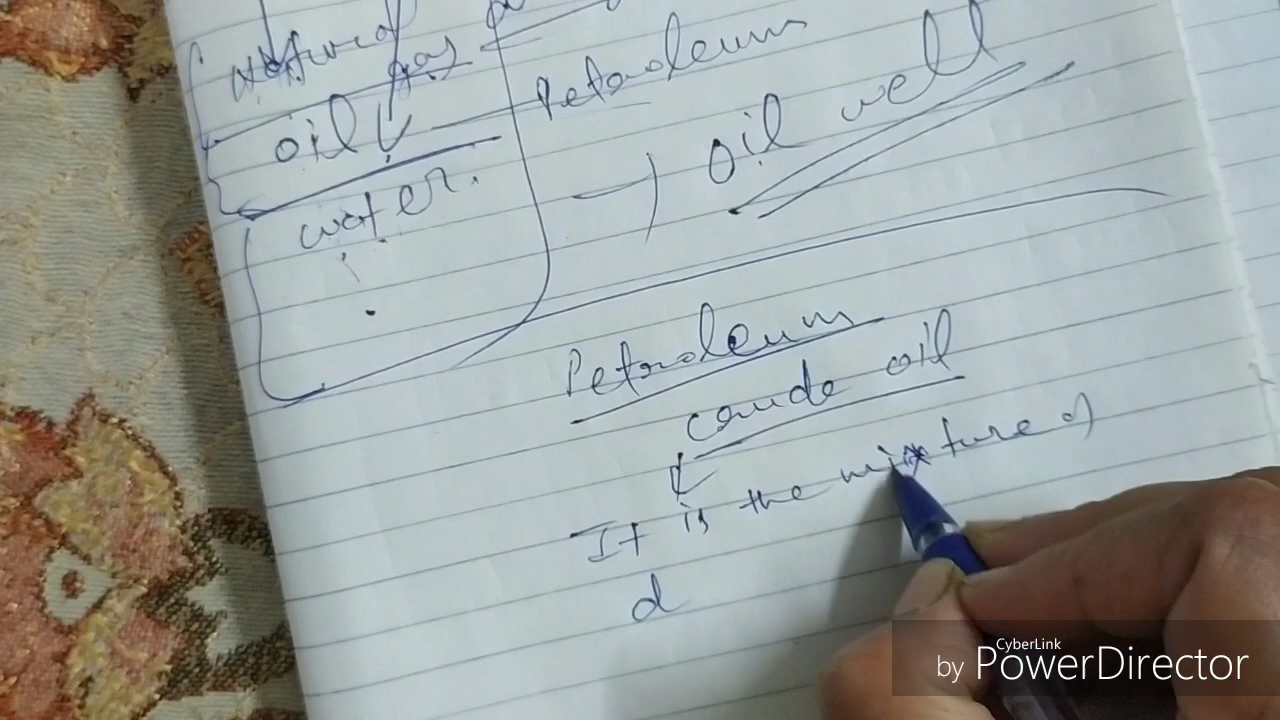 Natural
gas
oil
Petroleum
water.
oil well
Petroleum
crude oil
It is the mixture of
d
CyberLink
by PowerDirector